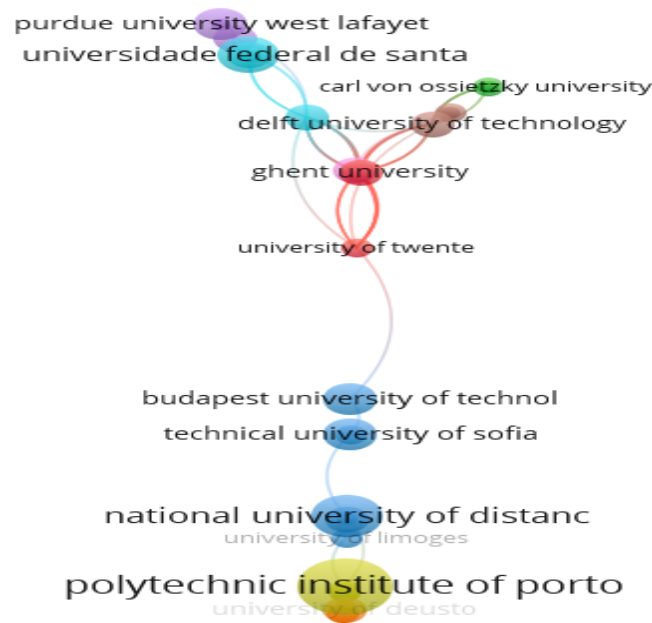 purdue university west lafayet
universidade federal de santa
carl von ossietzky university
delft university of technology
ghent university
university of twente
budapest university of technol
technical university of sofia
national university of distanc
university of limoges
polytechnic institute of porto
university of deusto